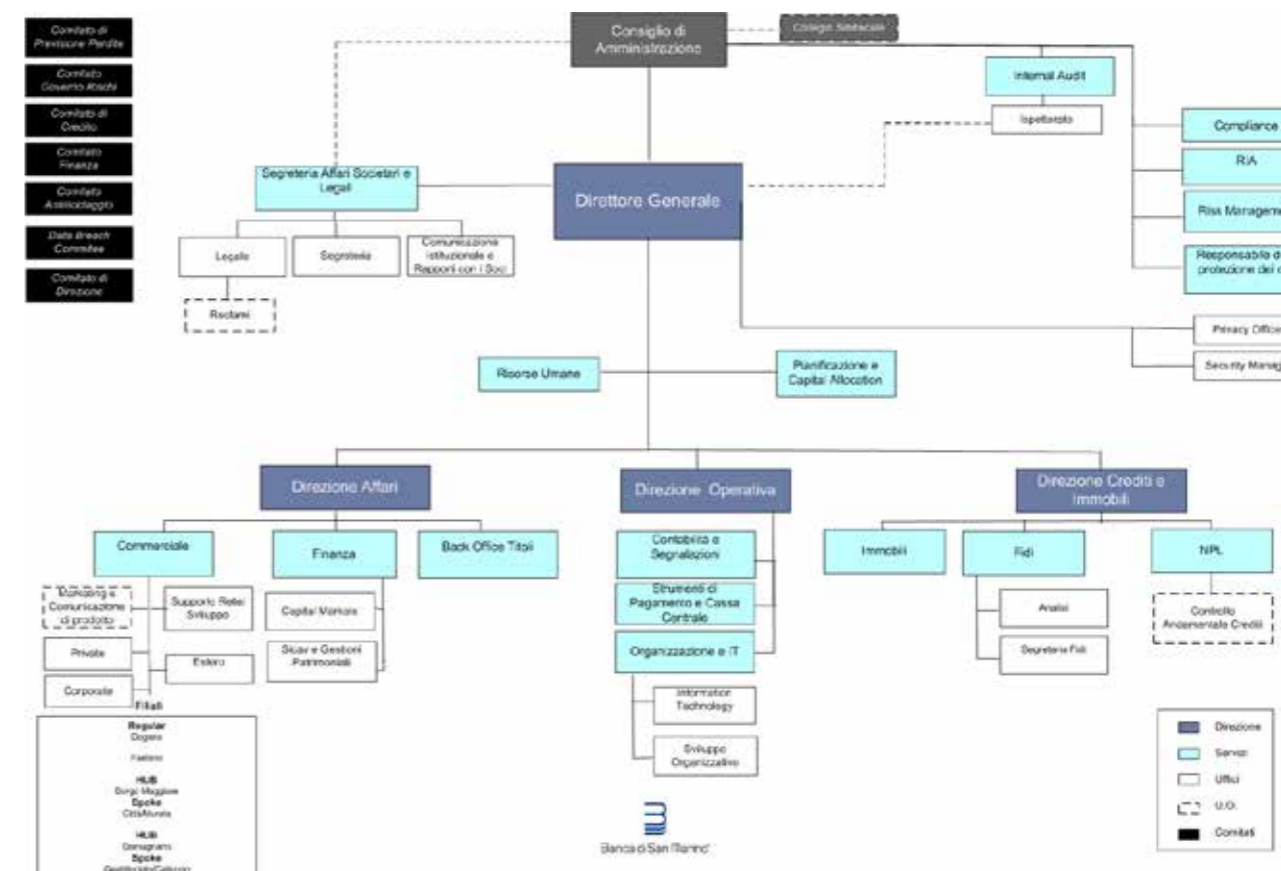 Comitato di
Previsione Perdite
Comitato
Governo Rischi
Comitato di
Credito
Comitato
Finanza
Comitato
Antiriciclaggio
Data Breach
Commitee
Comitato di
Direzione
Consiglio di
Amministrazione
Collegio Sindacale
Internal Audit
Ispettorato
Compliance
RIA
Risk Managem
Responsabile d
protezione dei d
Privacy Office
Security Manag
Segreteria Affari Societari e
Legali
Direttore Generale
Legale
Segreteria
Comunicazione
istituzionale e
Rapporti con i Soci
Reclami
Risorse Umane
Pianificazione e
Capital Allocation
Direzione Affari
Direzione Operativa
Direzione Crediti e
Immobili
Commerciale
Finanza
Back Office Titoli
Contabilità e
Segnalazioni
Immobili
Fidi
NPL
Marketing e
Comunicazione
di prodotto
Supporto Rete/
Sviluppo
Capital Markets
Strumenti di
Pagamento e Cassa
Centrale
Analisi
Controllo
Andamentale Crediti
Private
Estero
Sicav e Gestioni
Patrimoniali
Organizzazione e IT
Segreteria Fidi
Corporate
Information
Technology
Sviluppo
Organizzativo
Filiali
Regular
Dogana
Faetano
HUB
Borgo Maggiore
Spoke
Città/Murata
HUB
Gualdicciolo
Spoke
Direzione
Servizi
Uffici
U.O.
Comitati
Banca di San Marino